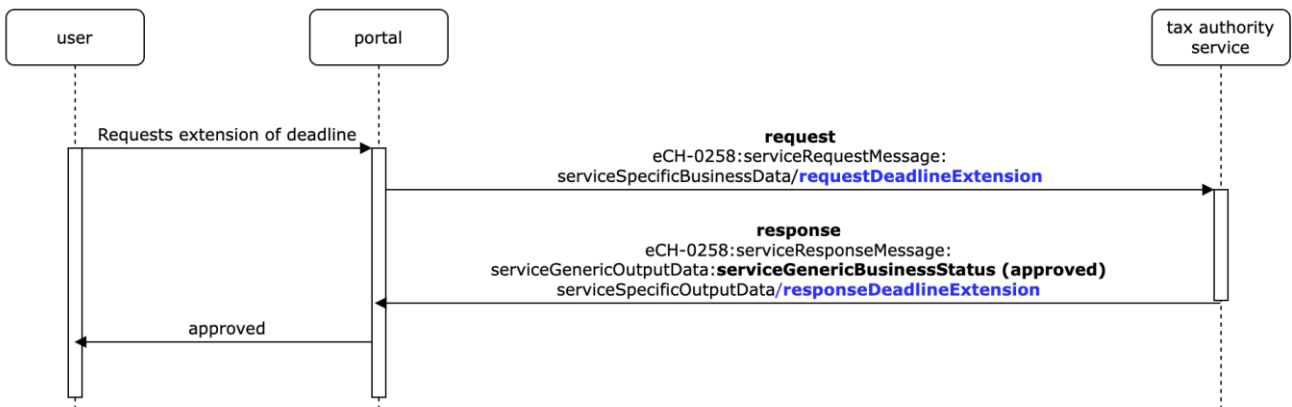 user
portal
tax authority
service
Requests extension of deadline
request
eCH-0258:serviceRequestMessage:
serviceSpecificBusinessData/requestDeadlineExtension
response
eCH-0258:serviceResponseMessage:
serviceGenericOutputData:serviceGenericBusinessStatus (approved)
serviceSpecificOutputData/responseDeadlineExtension
approved